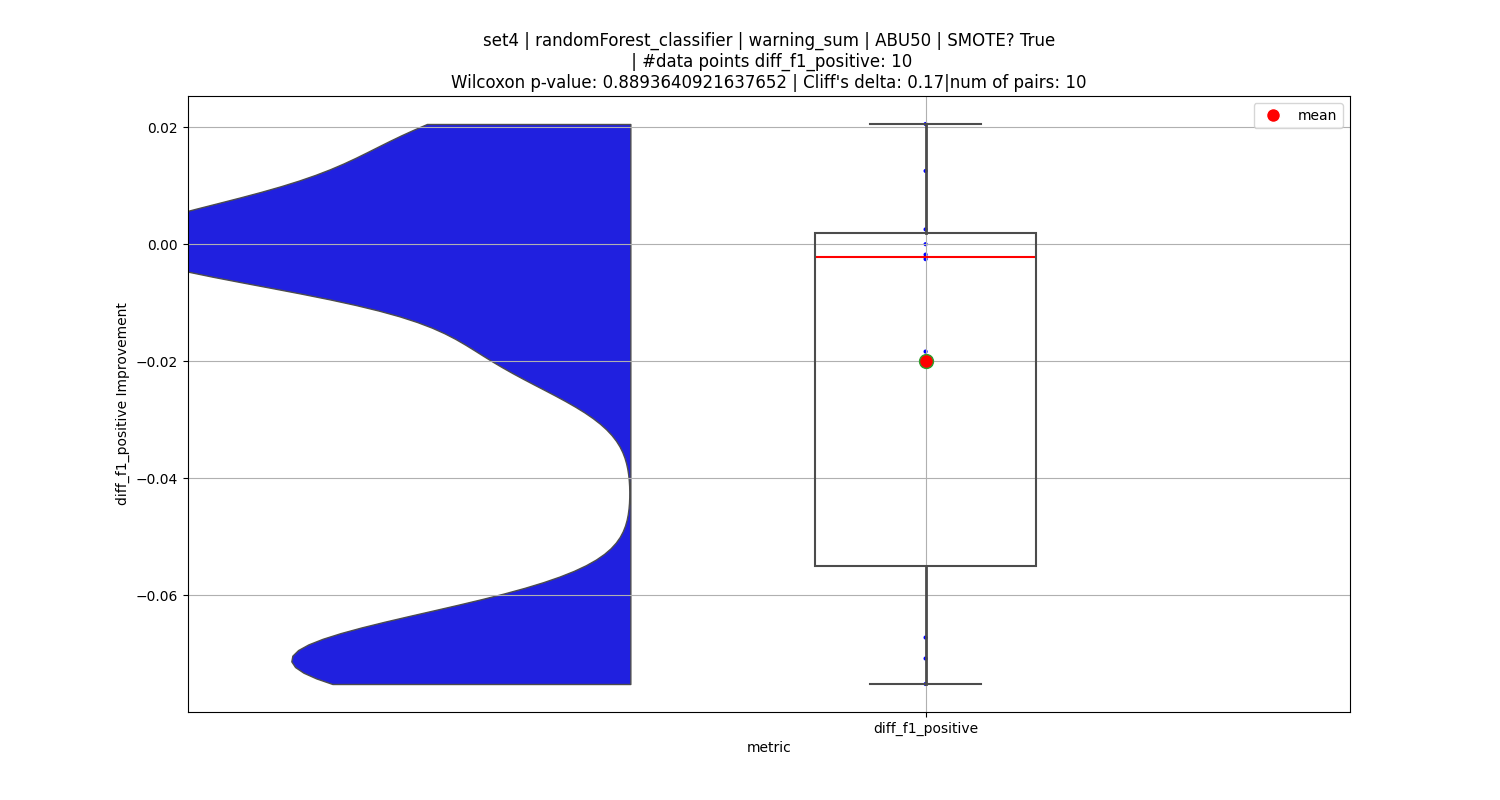 set4 | randomForest_classifier | warning_sum | ABU50 | SMOTE? True
| #data points diff_f1_positive: 10
Wilcoxon p-value: 0.8893640921637652 | Cliff's delta: 0.17|num of pairs: 10
mean
0.02
0.00
−0.02
−0.04
−0.06
diff_f1_positive Improvement
diff_f1_positive
metric